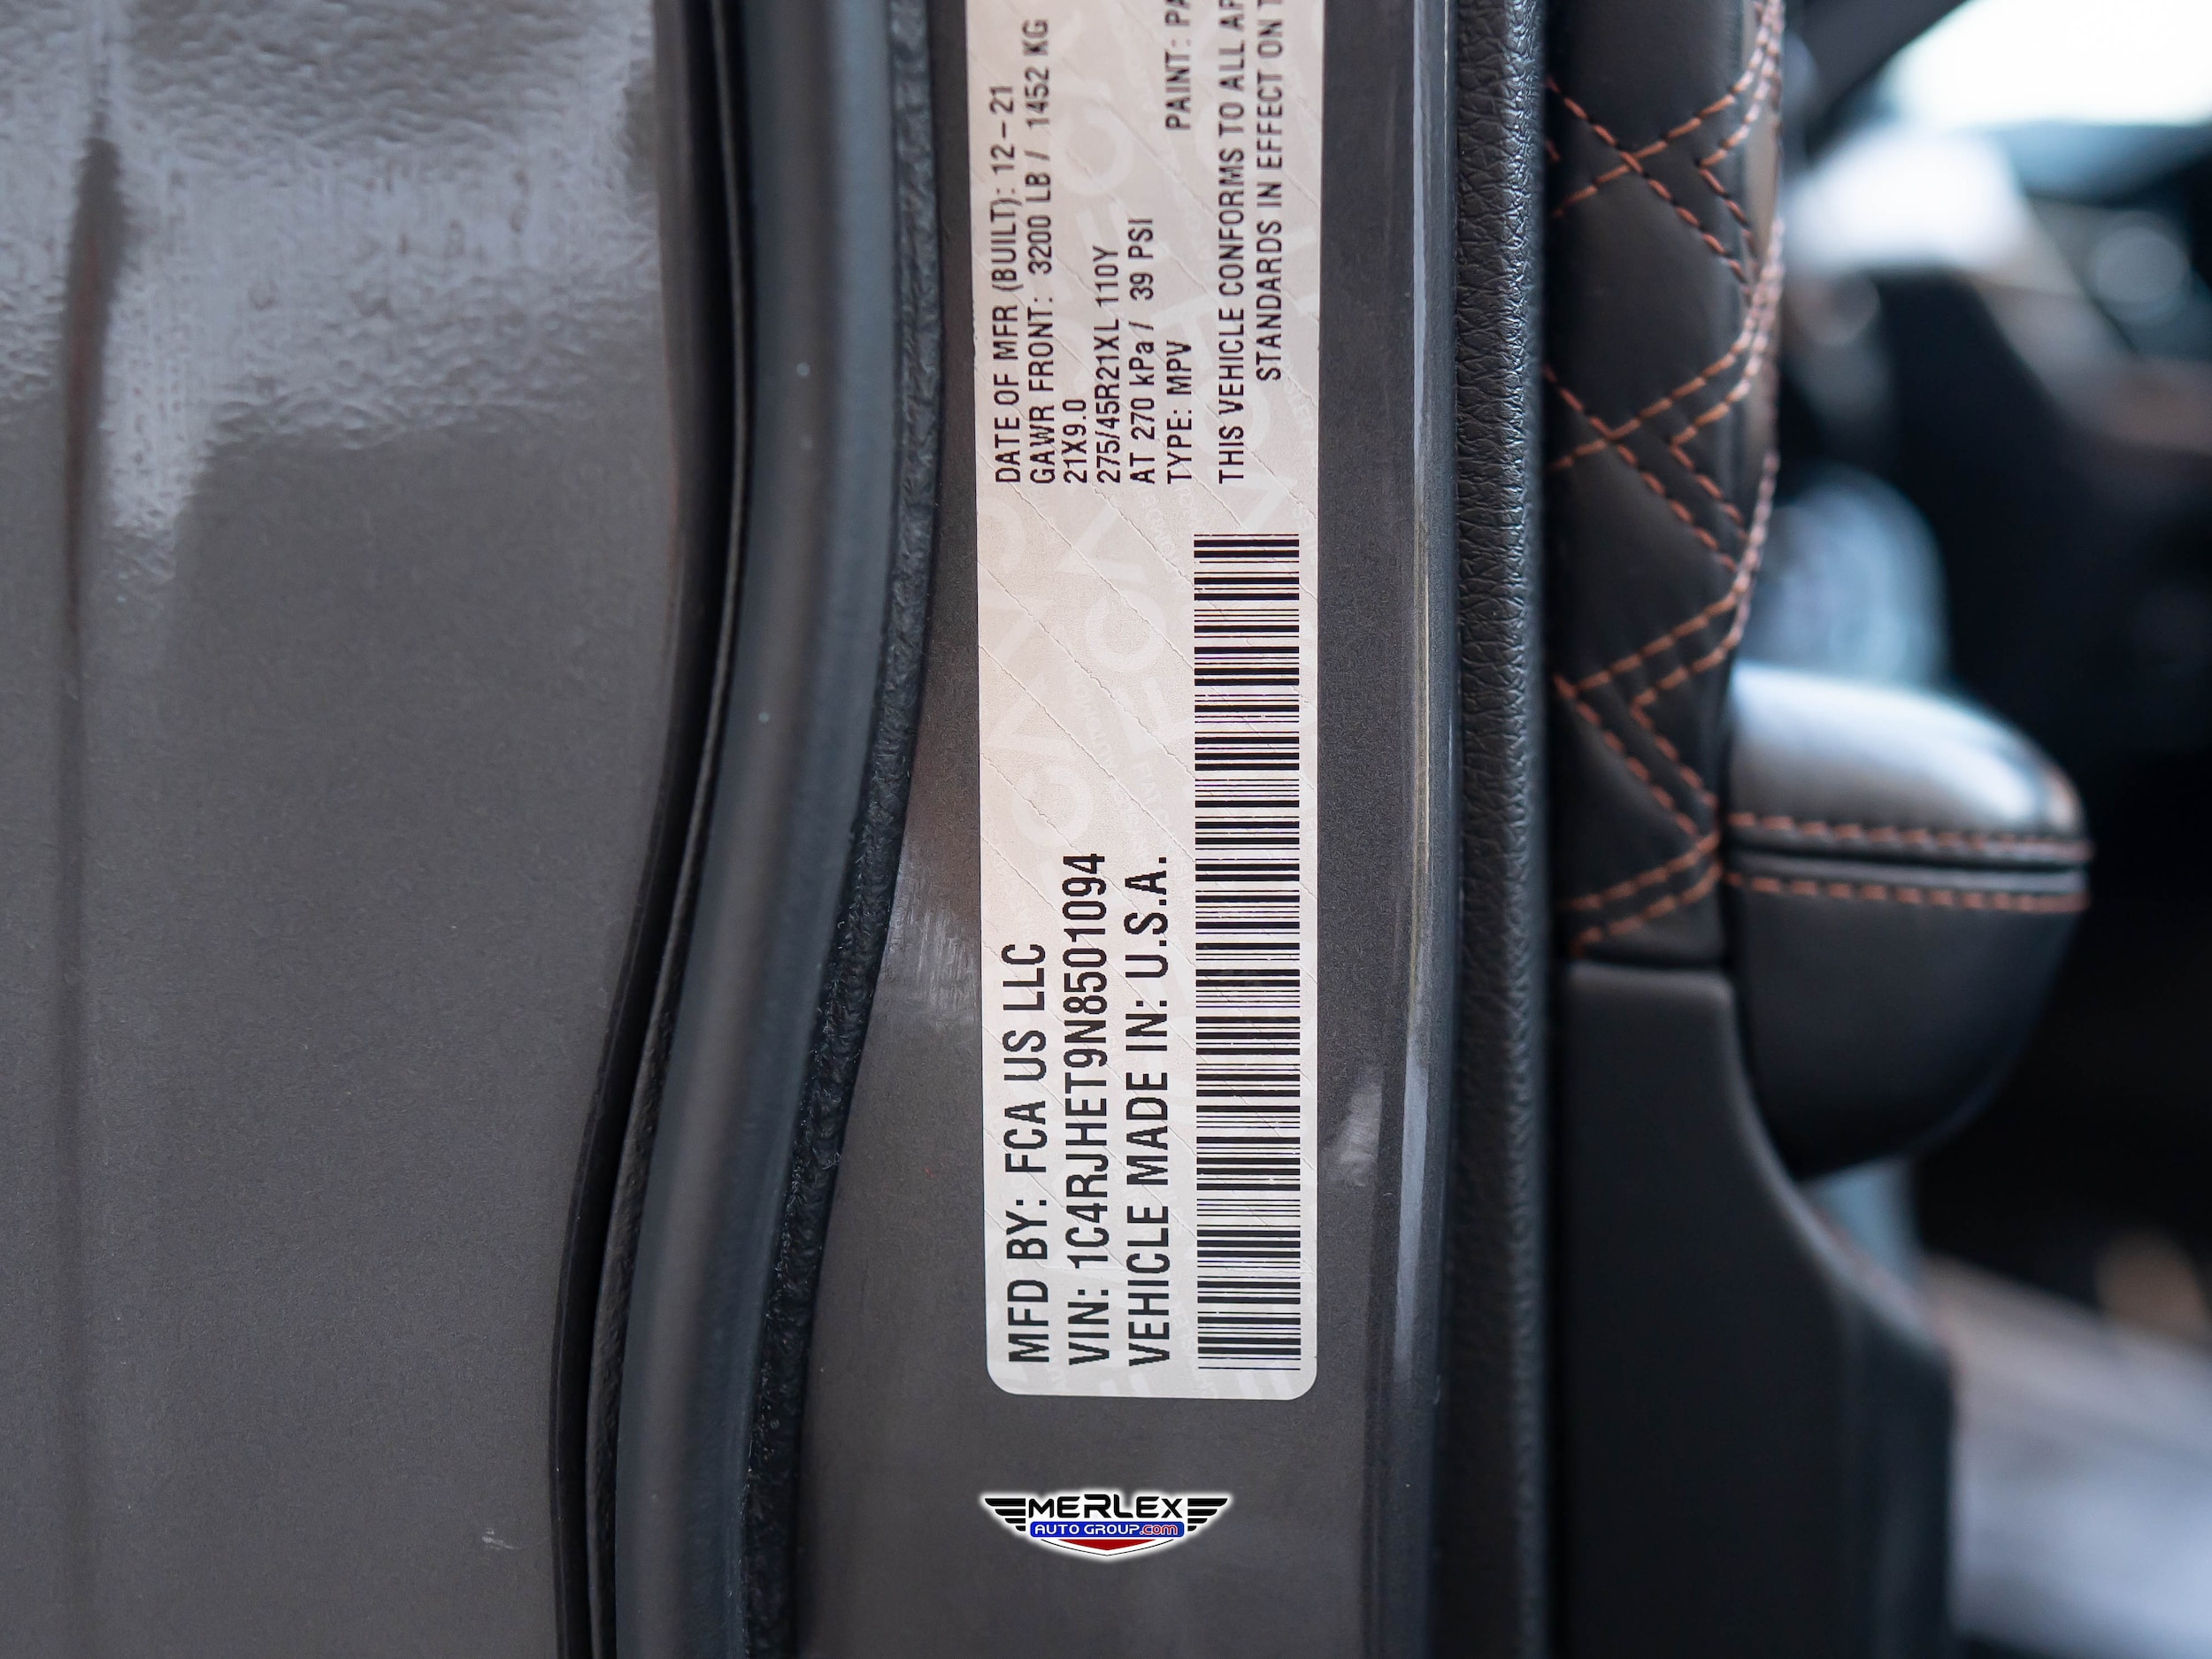 MFD BY: FCA US LLC
VIN: 1C4RJHET9N8501094
VEHICLE MADE IN: U.S.A.
DATE OF MFR (BUILT): 12-21
GAWR FRONT: 3200 LB / 1452 KG
21X9.0
275/45R21XL 110Y
AT 270 kPa / 39 PSI
TYPE: MPV
PAINT: PA
THIS VEHICLE CONFORMS TO ALL AP
STANDARDS IN EFFECT ON T
MERLEX
AUTO GROUP.com